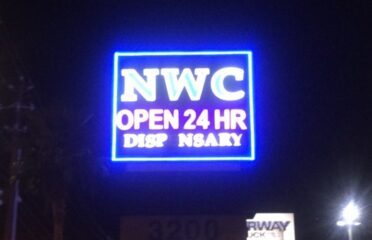 NWC
OPEN 24 HR
DISP NSARY